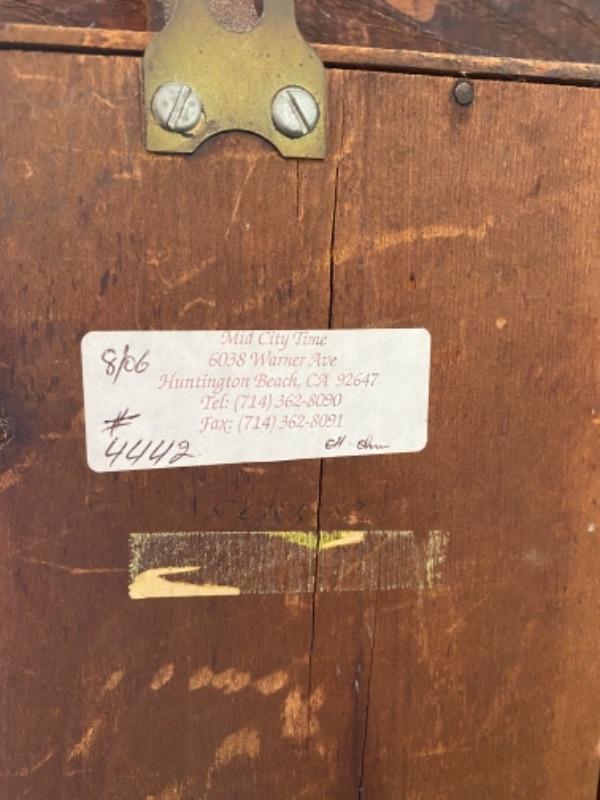 Mid City Time
8/06
6038 Warner Ave
Huntington Beach, CA 92647
Tel: (714) 362-8090
Fax: (714) 362-8091
#
4442